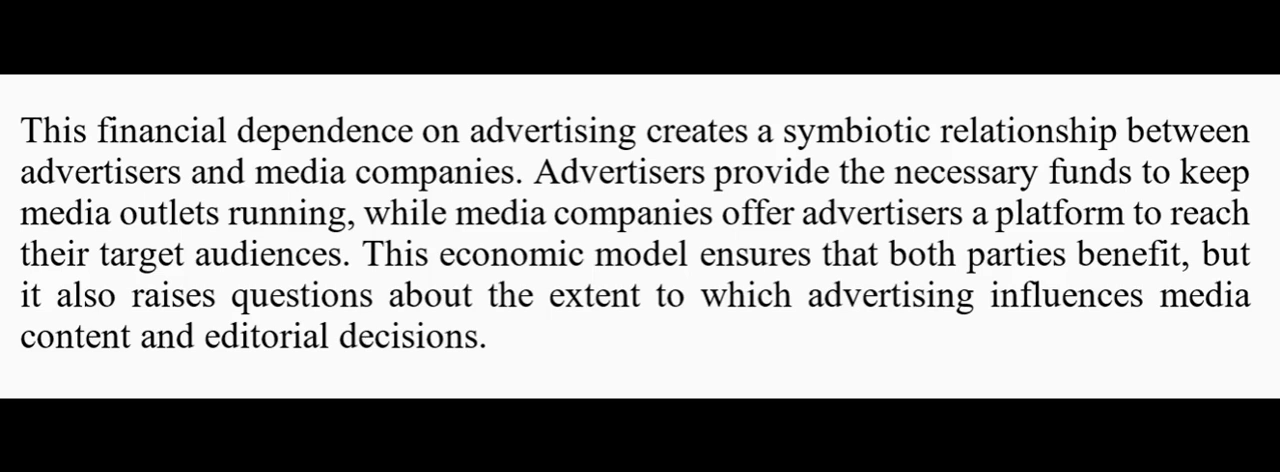 This financial dependence on advertising creates a symbiotic relationship between
advertisers and media companies. Advertisers provide the necessary funds to keep
media outlets running, while media companies offer advertisers a platform to reach
their target audiences. This economic model ensures that both parties benefit, but
it also raises questions about the extent to which advertising influences media
content and editorial decisions.